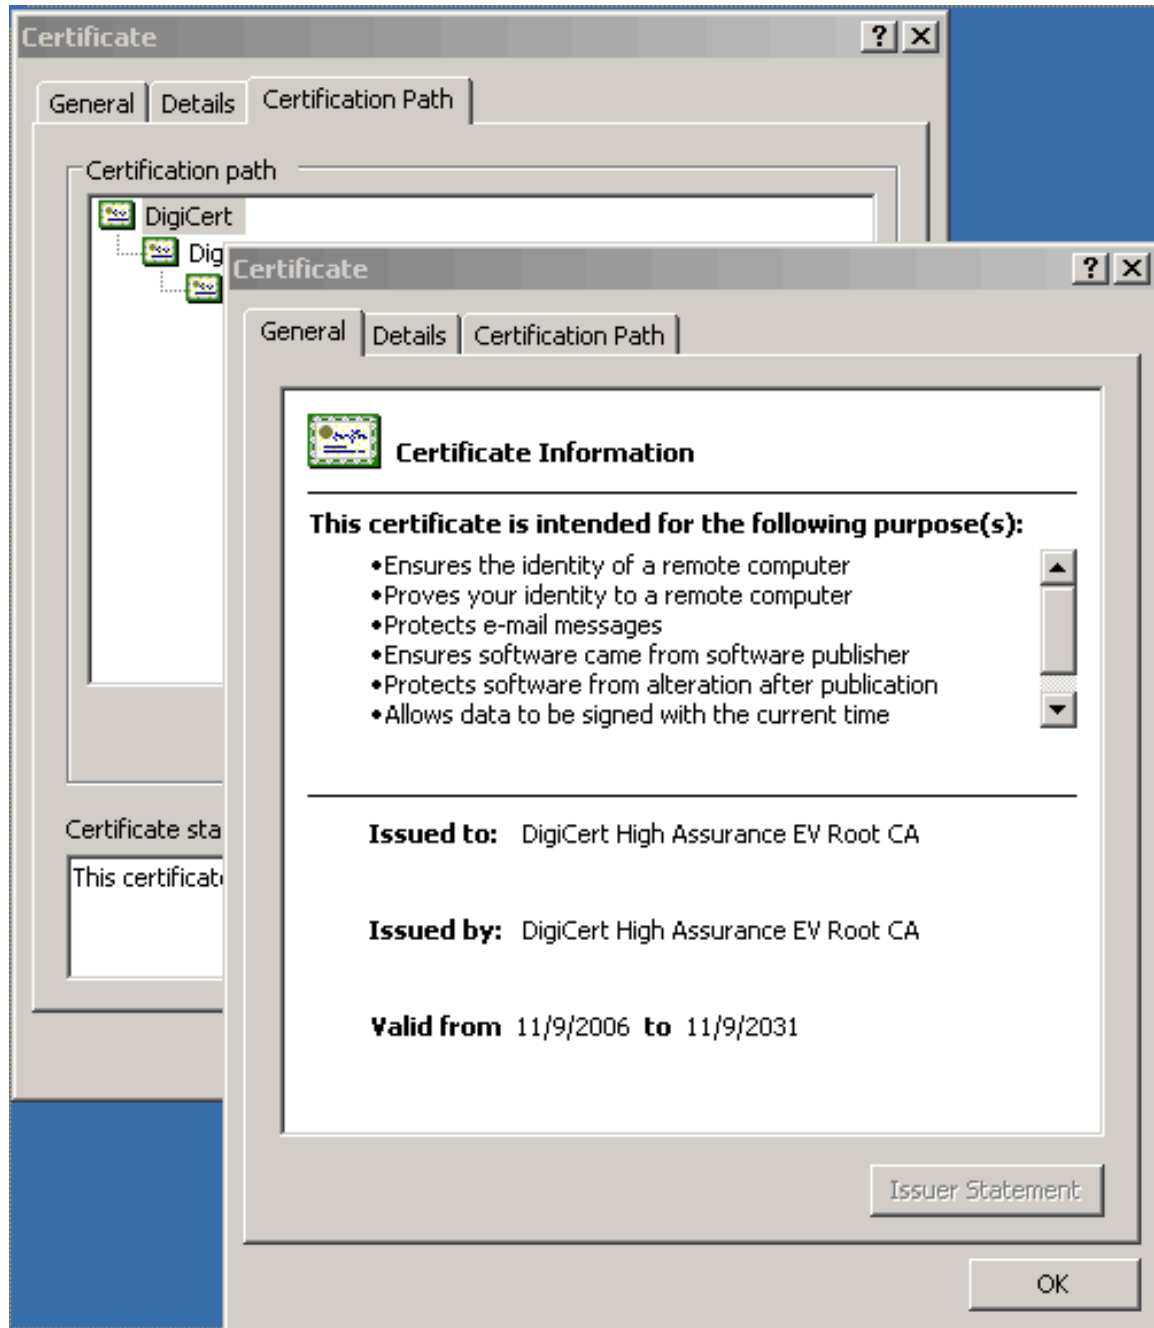 Certificate
General Details Certification Path
Certification path
DigiCert
Certificate
General Details Certification Path
Certificate Information
This certificate is intended for the following purpose(s):
•Ensures the identity of a remote computer
•Proves your identity to a remote computer
•Protects e-mail messages
•Ensures software came from software publisher
•Protects software from alteration after publication
•Allows data to be signed with the current time
Certificate
This certificate
Issued to: DigiCert High Assurance EV Root CA
Issued by: DigiCert High Assurance EV Root CA
Valid from 11/9/2006 to 11/9/2031
Issuer Statement
OK